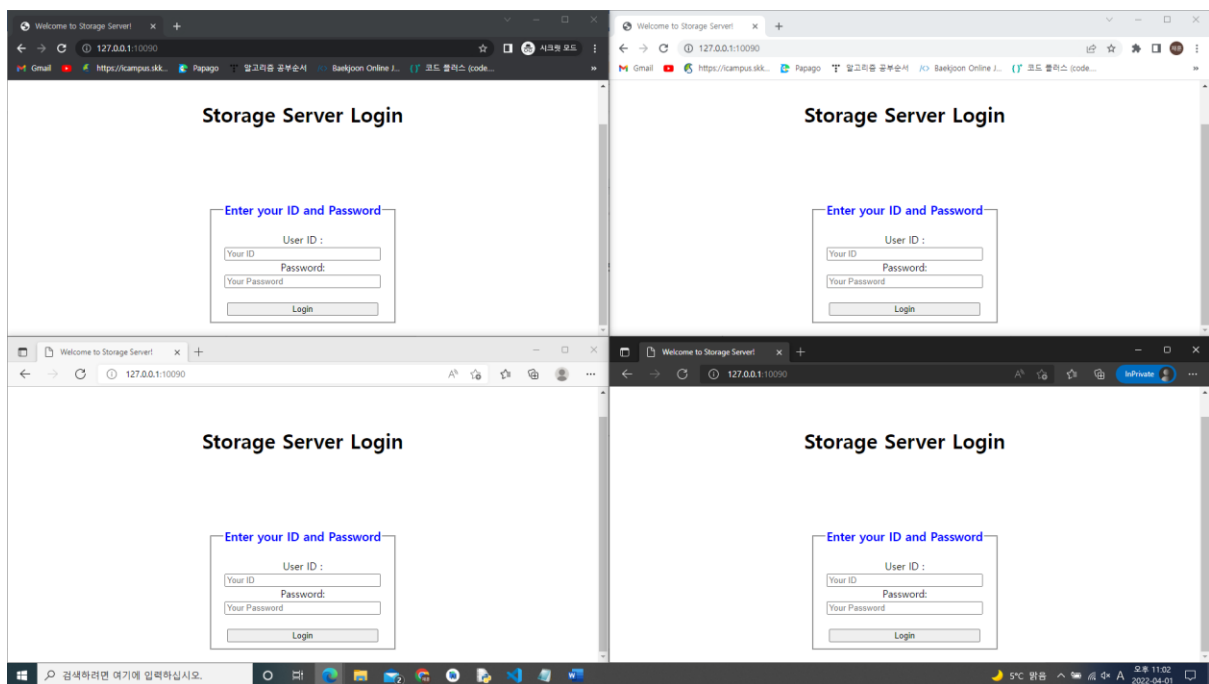 Welcome to Storage Server!
127.0.0.1:10090
시크릿 모드
Gmail
https://icampus.skk...
Papago
알고리즘 공부순서
Baekjoon Online J...
코드 플러스 (code...
Storage Server Login
Enter your ID and Password
User ID :
Your ID
Password:
Your Password
Login
Welcome to Storage Server!
127.0.0.1:10090
Gmail
https://icampus.skk...
Papago
알고리즘 공부순서
Baekjoon Online J...
코드 플러스 (code...
Storage Server Login
Enter your ID and Password
User ID :
Your ID
Password:
Your Password
Login
Welcome to Storage Server!
127.0.0.1:10090
Storage Server Login
Enter your ID and Password
User ID :
Your ID
Password:
Your Password
Login
Welcome to Storage Server!
127.0.0.1:10090
InPrivate
Storage Server Login
Enter your ID and Password
User ID :
Your ID
Password:
Your Password
Login
검색하려면 여기에 입력하십시오.
5°C 맑음
A
오후 11:02
2022-04-01